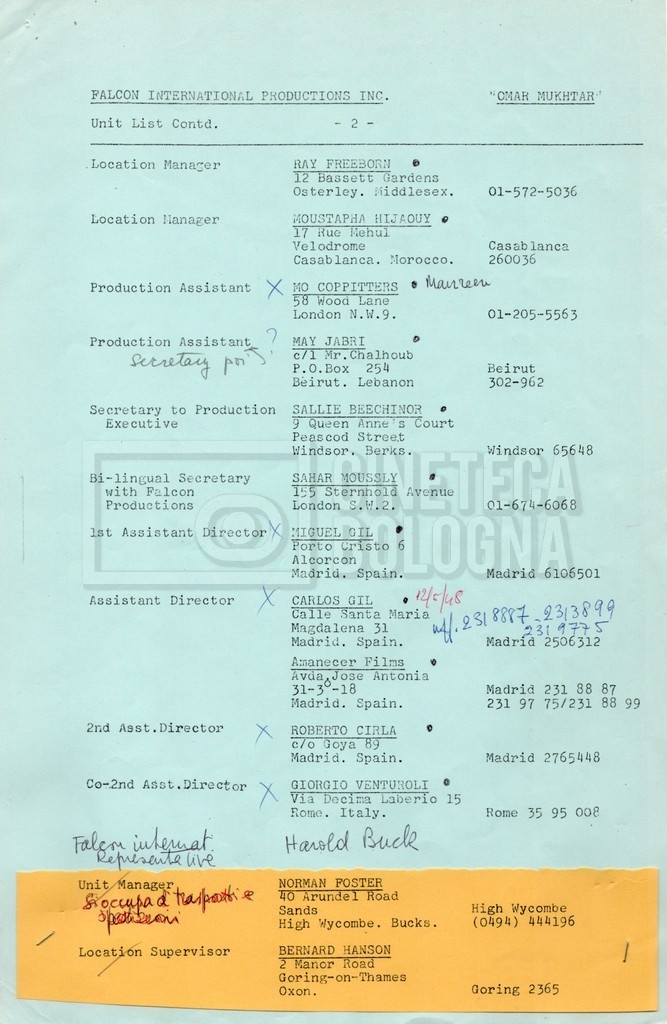 FALCON INTERNATIONAL PRODUCTIONS INC. "OMAR MUKHTAR"
Unit List Contd. - 2 -
Location Manager RAY FREEBORN
12 Bassett Gardens
Osterley. Middlesex. 01-572-5036
Location Manager MOUSTAPHA HIJAOUY
17 Rue Mehul
Velodrome Casablanca
Casablanca. Morocco. 260036
Production Assistant X MO COPPITTERS Maureen
58 Wood Lane
London N.W.9. 01-205-5563
Production Assistant ? MAY JABRI
secretary c/l Mr.Chalhoub
P.O.Box 254 Beirut
Beirut. Lebanon 302-962
Secretary to Production SALLIE BEECHINOR
Executive 9 Queen Anne's Court
Peascod Street
Windsor. Berks. Windsor 65648
Bi-lingual Secretary SAHAR MOUSSLY
with Falcon 155 Sternhold Avenue
Productions London S.W.2. 01-674-6068
CINETECA
BOLOGNA
1st Assistant Director X MIGUEL GIL
Porto Cristo 6
Alcorcon
Madrid. Spain. Madrid 6106501
Assistant Director X CARLOS GIL
Calle Santa Maria uff. 2318887 - 2313899
Magdalena 31 2319775
Madrid. Spain. Madrid 2506312
Amanecer Films
Avda Jose Antonia
31-3°-18 Madrid 231 88 87
Madrid. Spain. 231 97 75/231 88 99
2nd Asst.Director X ROBERTO CIRLA
c/o Goya 89
Madrid. Spain. Madrid 2765448
Co-2nd Asst.Director X GIORGIO VENTUROLI
Via Decima Laberio 15
Rome. Italy. Rome 35 95 008
Falcon internat. Harold Buck
Representative
Unit Manager NORMAN FOSTER
si occupa di trasporti e 40 Arundel Road
spedizioni Sands High Wycombe
High Wycombe. Bucks. (0494) 444196
Location Supervisor BERNARD HANSON
2 Manor Road
Goring-on-Thames
Oxon. Goring 2365